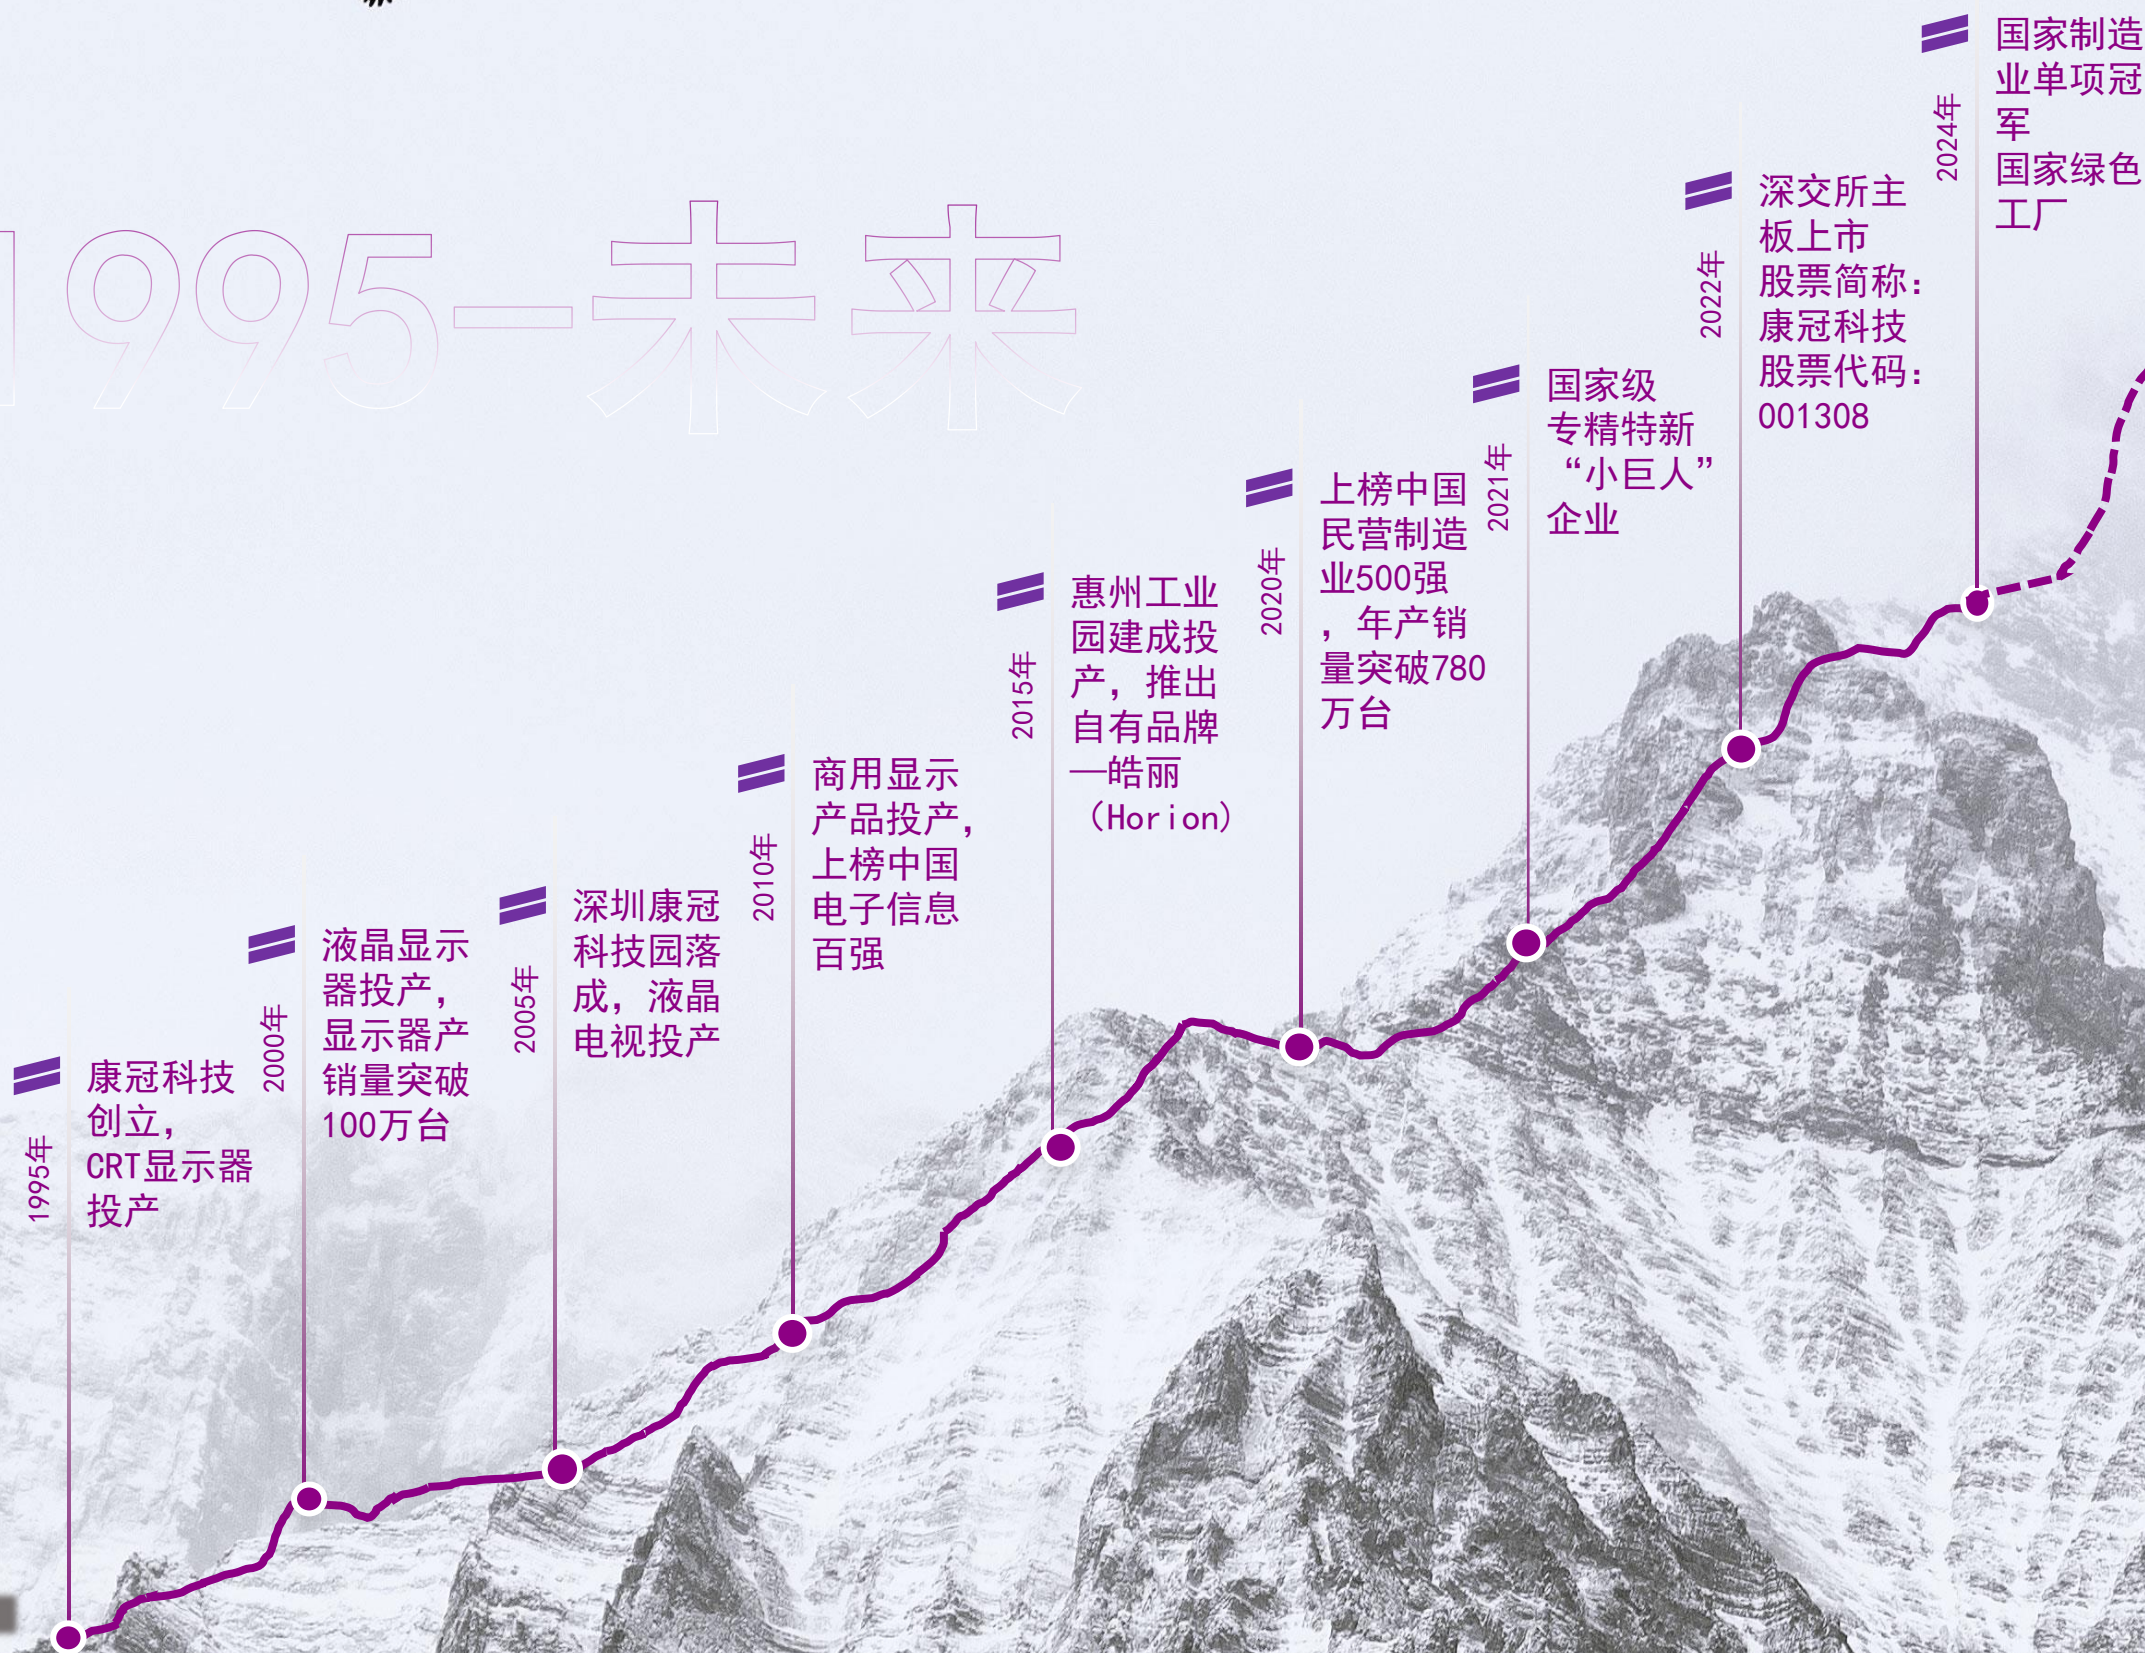 1995—未来
1995年
康冠科技
创立，
CRT显示器
投产
2000年
液晶显示
器投产，
显示器产
销量突破
100万台
2005年
深圳康冠
科技园落
成，液晶
电视投产
2010年
商用显示
产品投产，
上榜中国
电子信息
百强
2015年
惠州工业
园建成投
产，推出
自有品牌
—皓丽
（Horion）
2020年
上榜中国
民营制造
业500强
，年产销
量突破780
万台
2021年
国家级
专精特新
“小巨人”
企业
2022年
深交所主
板上市
股票简称：
康冠科技
股票代码：
001308
2024年
国家制造
业单项冠
军
国家绿色
工厂